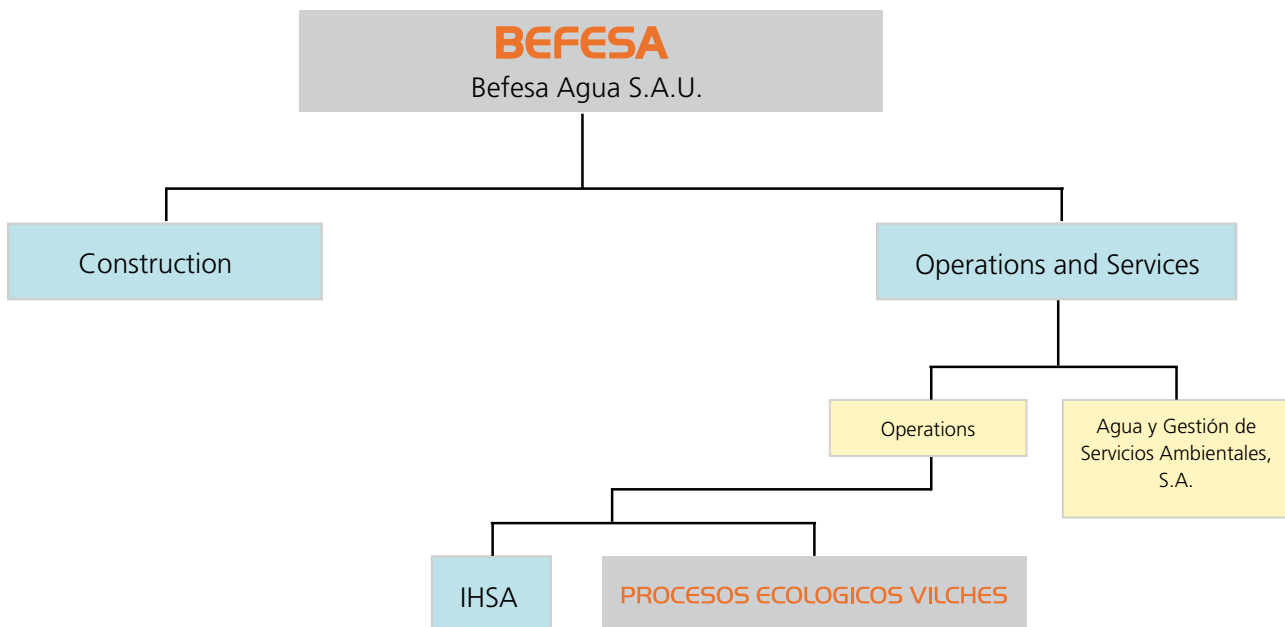 BEFESA
Befesa Agua S.A.U.
Construction
Operations and Services
Operations
Agua y Gestión de
Servicios Ambientales,
S.A.
IHSA
PROCESOS ECOLOGICOS VILCHES